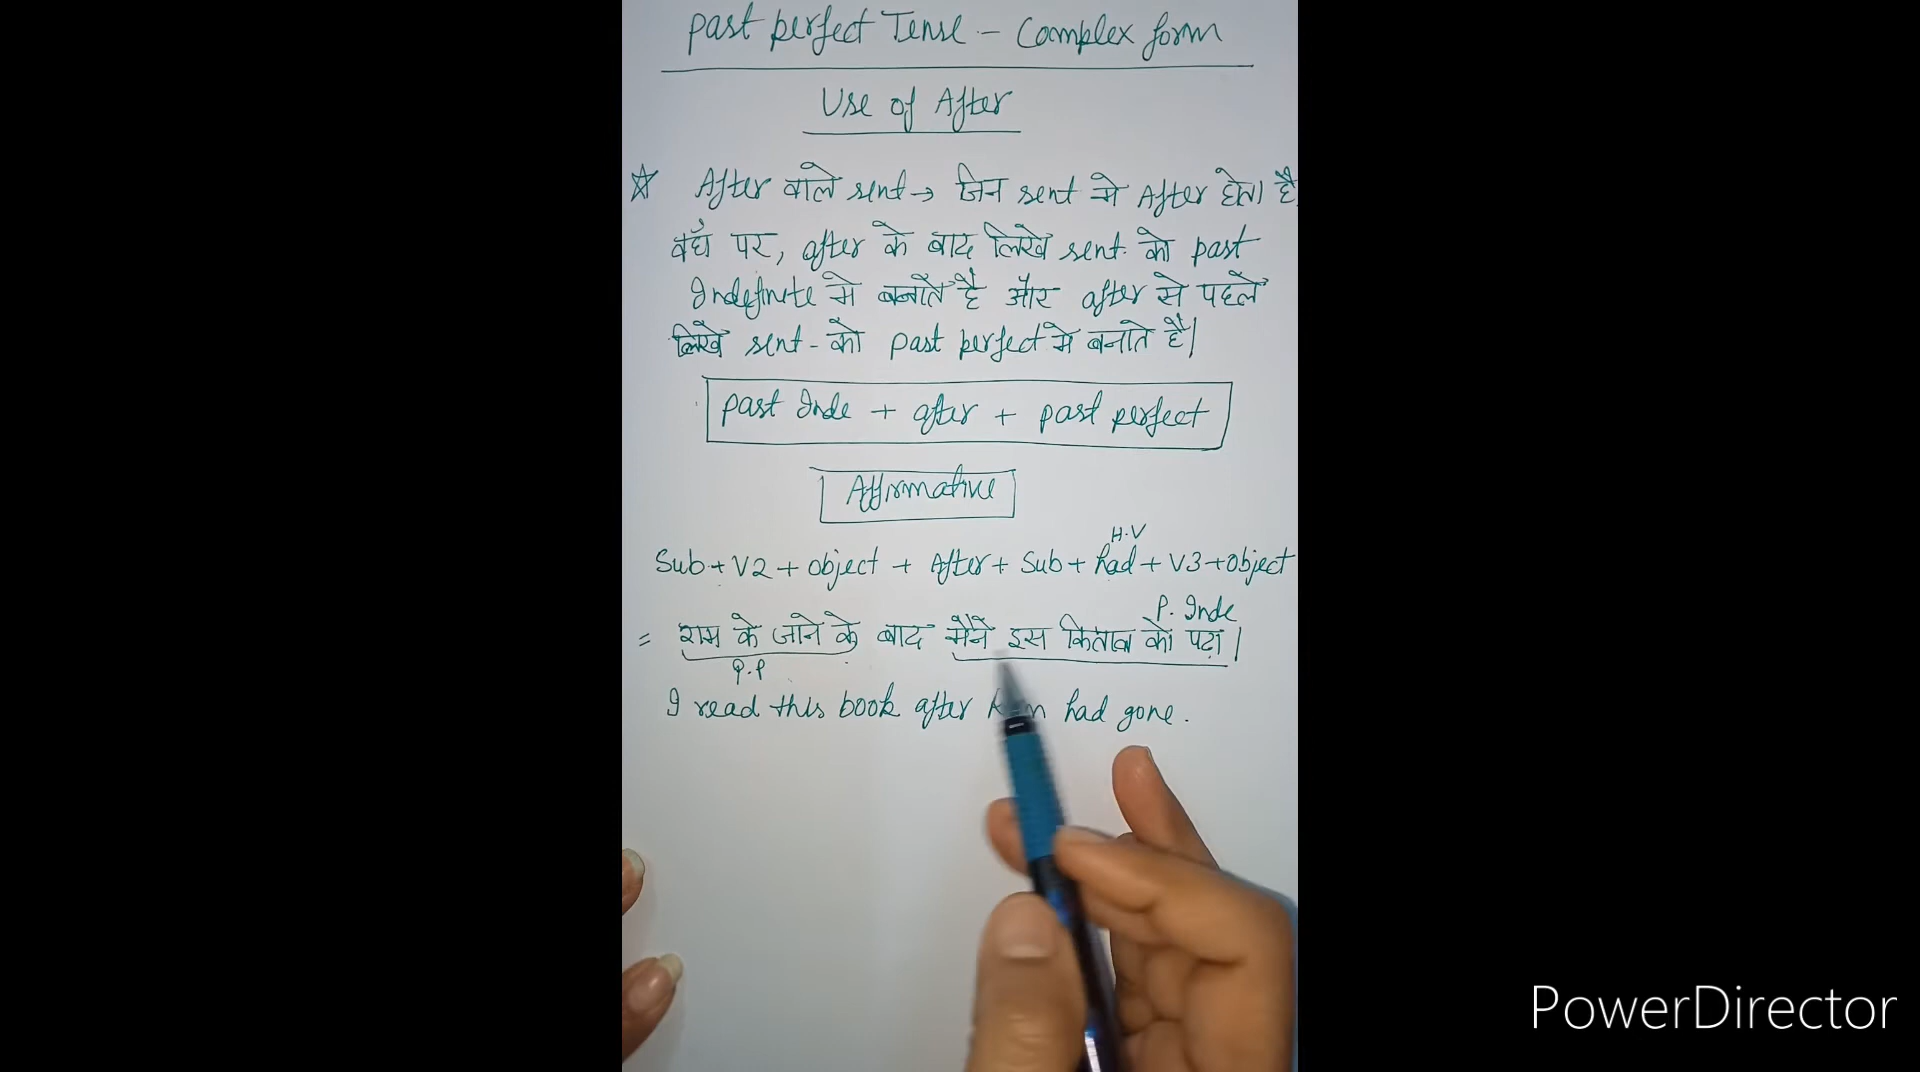 Past perfect Tense - Complex form
Use of After
☆ After वाले sent → जिन sent मे After होता है
वहाँ पर, after के बाद लिखे sent. को past
Indefinite मे बनाते है और after से पहले
लिखे sent - को past perfect मे बनाते है|
past Inde + after + past perfect
Affirmative
H.V
Sub + V2 + object + After + Sub + had + V3 + object
P. Inde
= राम के जाने के बाद मैने इस किताब को पढ़ा|
P.P
I read this book after had gone.
PowerDirector